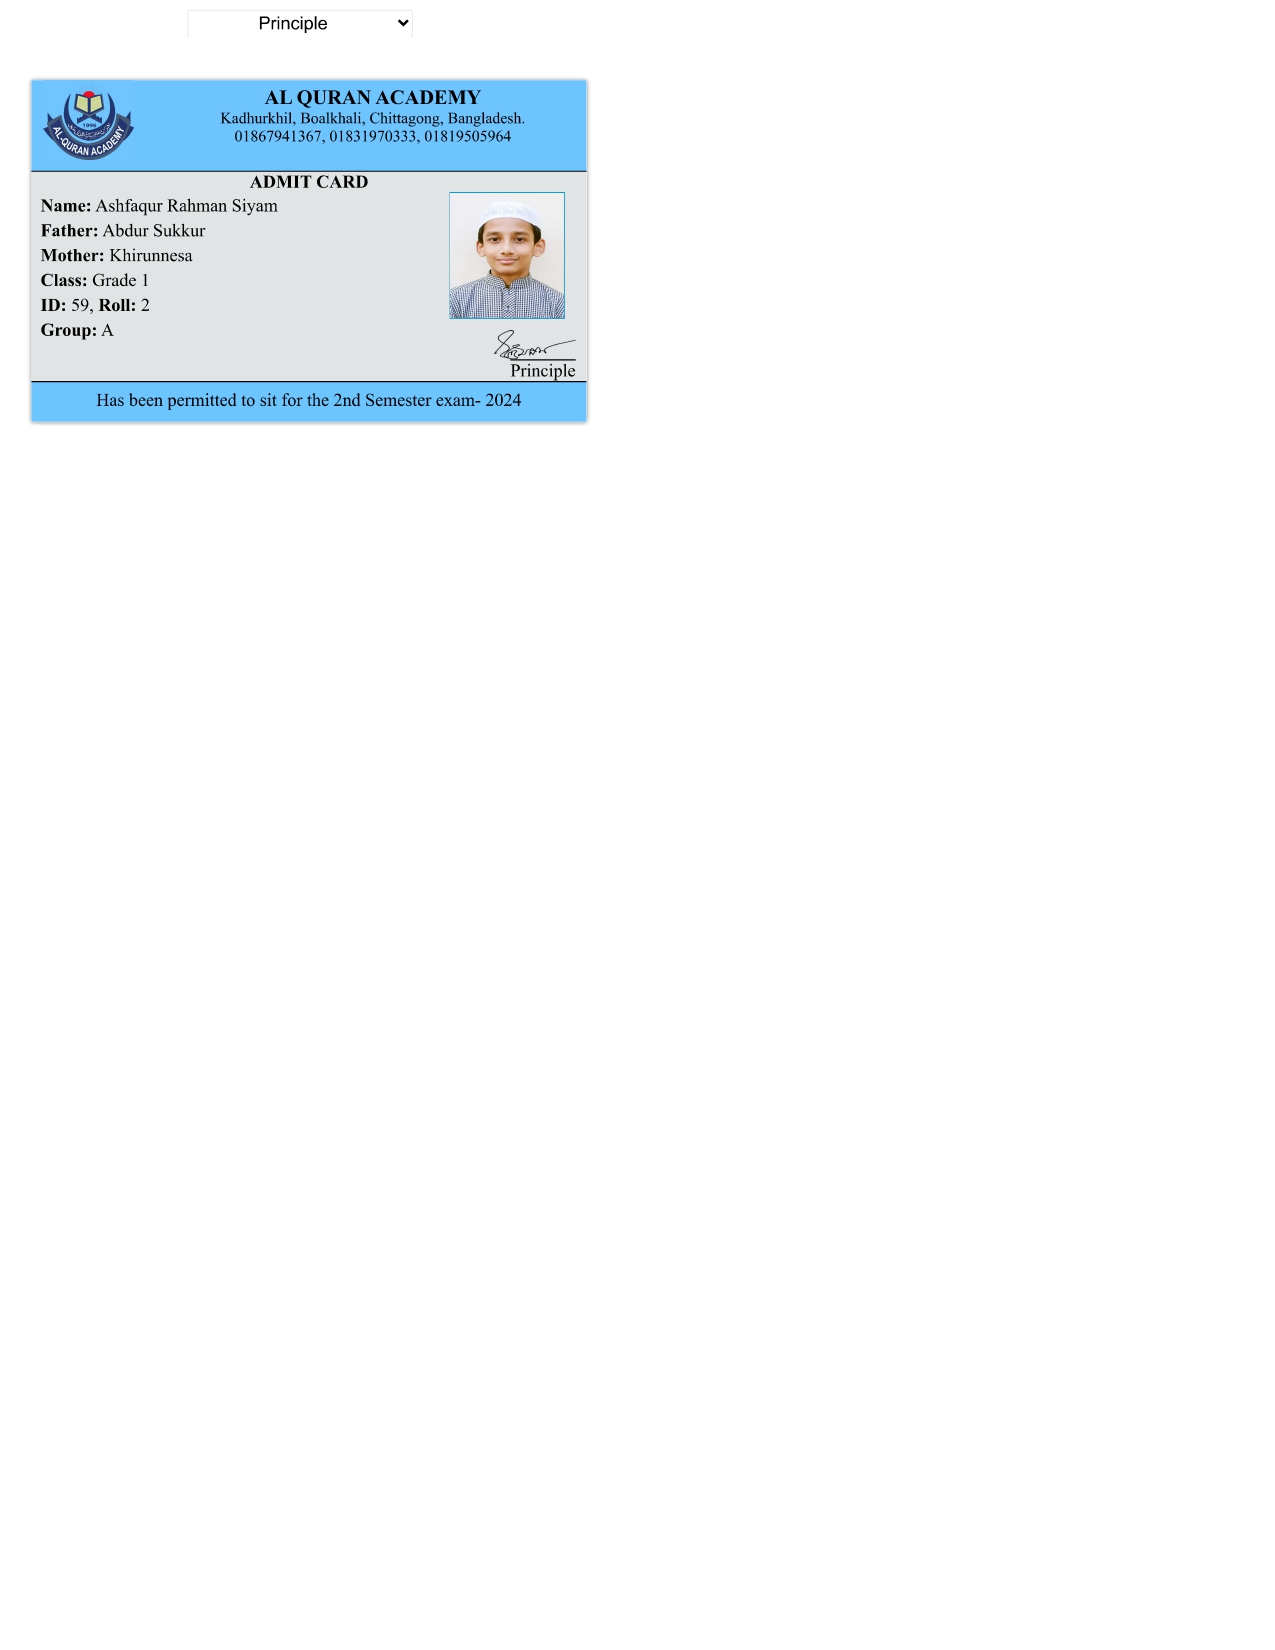 Principle
AL QURAN ACADEMY
Kadhurkhil, Boalkhali, Chittagong, Bangladesh.
01867941367, 01831970333, 01819505964
1996
AL-QURAN ACADEMY
ADMIT CARD
Name: Ashfaqur Rahman Siyam
Father: Abdur Sukkur
Mother: Khirunnesa
Class: Grade 1
ID: 59, Roll: 2
Group: A
Principle
Has been permitted to sit for the 2nd Semester exam- 2024